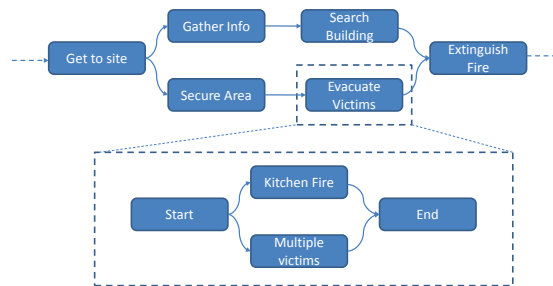 Gather Info
Search
Building
Get to site
Extinguish
Fire
Secure Area
Evacuate
Victims
Kitchen Fire
Start
End
Multiple
victims